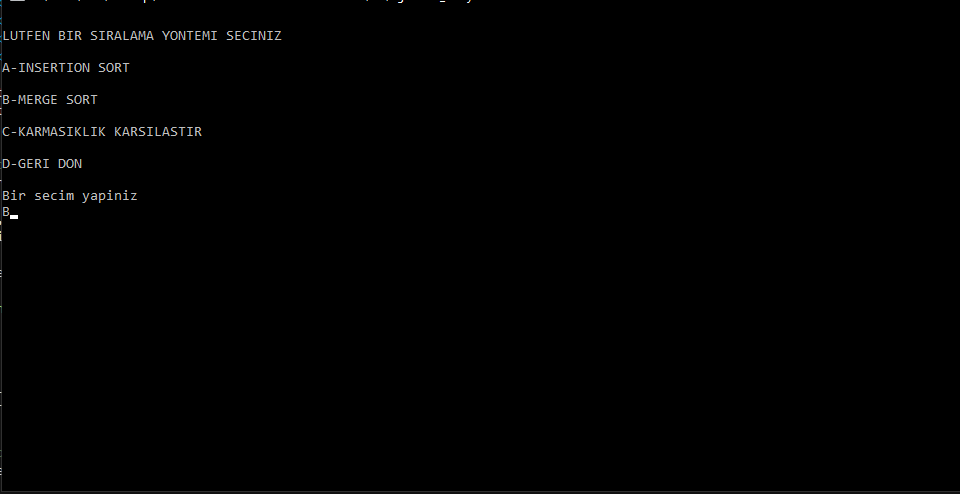 LUTFEN BIR SIRALAMA YONTEMI SECINIZ
A-INSERTION SORT
B-MERGE SORT
C-KARMASIKLIK KARSILASTIR
D-GERI DON
Bir secim yapiniz
B